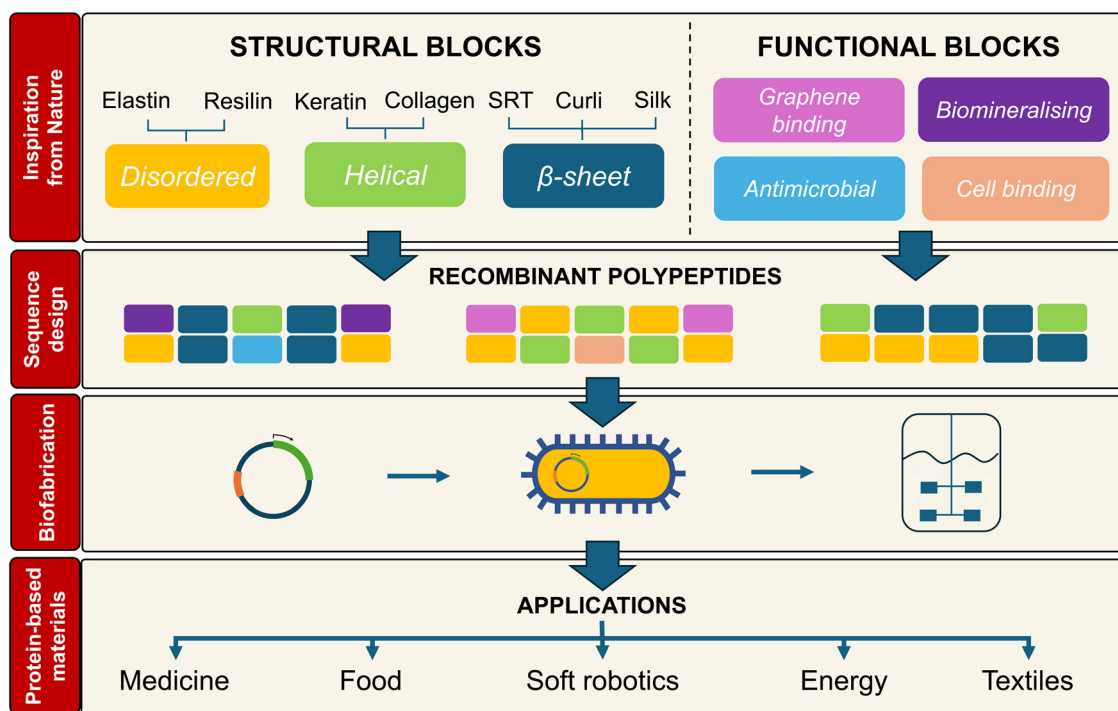 Inspiration
from Nature
STRUCTURAL BLOCKS
Elastin
Resilin
Keratin
Collagen
SRT
Curli
Silk
Disordered
Helical
β-sheet
FUNCTIONAL BLOCKS
Graphene
binding
Biomineralising
Antimicrobial
Cell binding
Sequence
design
RECOMBINANT POLYPEPTIDES
Biofabrication
Protein-based
materials
APPLICATIONS
Medicine
Food
Soft robotics
Energy
Textiles